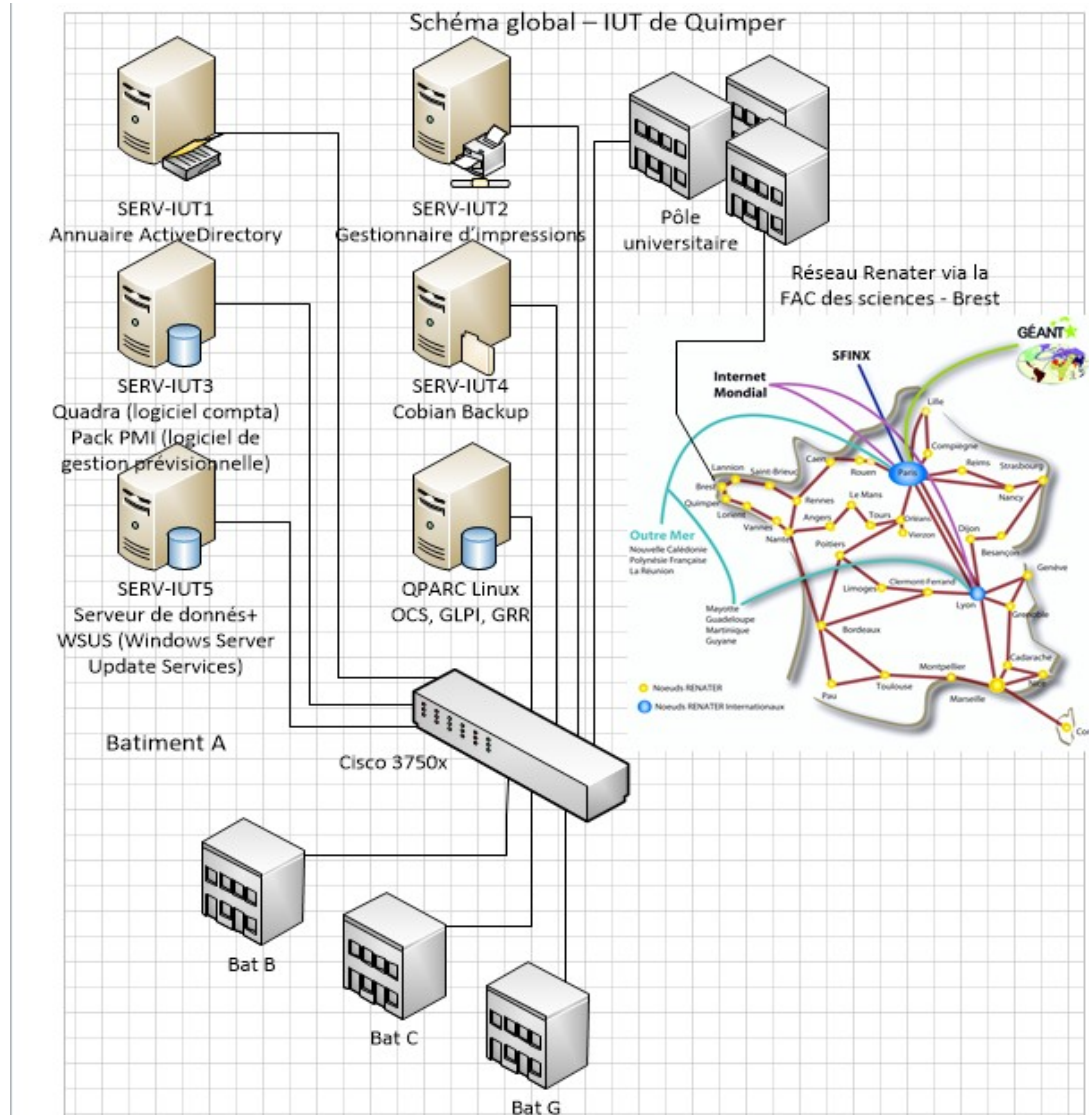 Schéma global – IUT de Quimper
SERV-IUT1
Annuaire ActiveDirectory
SERV-IUT2
Gestionnaire d'impressions
Pôle
universitaire
Réseau Renater via la
FAC des sciences - Brest
SERV-IUT3
Quadra (logiciel compta)
Pack PMI (logiciel de
gestion prévisionnelle)
SERV-IUT4
Cobian Backup
SERV-IUT5
Serveur de donnés+
WSUS (Windows Server
Update Services)
QPARC Linux
OCS, GLPI, GRR
Batiment A
Cisco 3750x
Bat B
Bat C
Bat G
GÉANT
SFINX
Internet
Mondial
Lille
Compiègne
Caen
Rouen
Paris
Reims
Strasbourg
Nancy
Lannion
Saint-Brieuc
Brest
Quimper
Lorient
Vannes
Rennes
Nantes
Le Mans
Angers
Tours
Orléans
Vierzon
Dijon
Besançon
Poitiers
Outre Mer
Nouvelle Calédonie
Polynésie Française
La Réunion
Mayotte
Guadeloupe
Martinique
Guyane
Limoges
Clermont-Ferrand
Lyon
Genève
Grenoble
Bordeaux
Cadarache
Nice
Montpellier
Marseille
Toulouse
Pau
Cor
Noeuds RENATER
Noeuds RENATER Internationaux